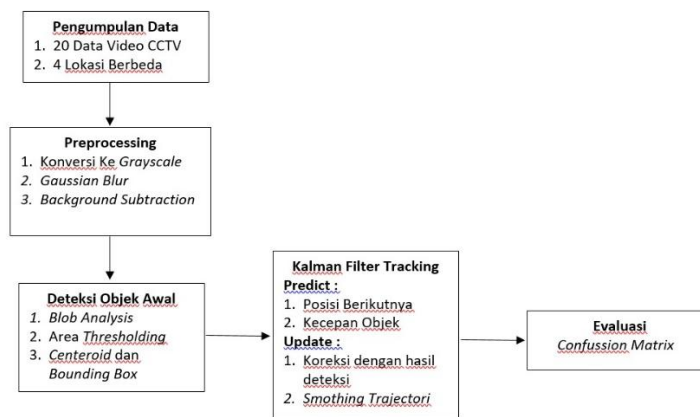 Pengumpulan Data
1. 20 Data Video CCTV
2. 4 Lokasi Berbeda
Preprocessing
1. Konversi Ke Grayscale
2. Gaussian Blur
3. Background Subtraction
Deteksi Objek Awal
1. Blob Analysis
2. Area Thresholding
3. Centeroid dan
Bounding Box
Kalman Filter Tracking
Predict :
1. Posisi Berikutnya
2. Kecepan Objek
Update :
1. Koreksi dengan hasil
deteksi
2. Smothing Trajectori
Evaluasi
Confussion Matrix